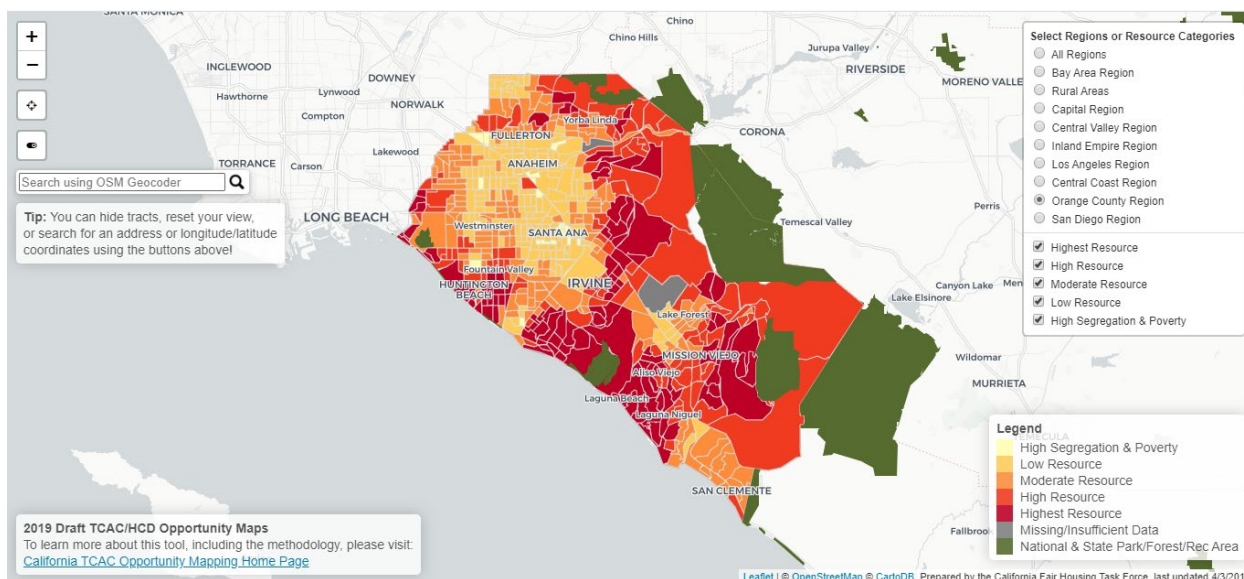 SANTA MONICA
Chino
Chino Hills
Jurupa Valley
RIVERSIDE
MORENO VALLE
INGLEWOOD
DOWNEY
Hawthorne
Lynwood
NORWALK
Compton
Yorba Linda
CORONA
FULLERTON
Lakewood
TORRANCE
Carson
ANAHEIM
Perris
LONG BEACH
Westminster
SANTA ANA
Temescal Valley
Fountain Valley
HUNTINGTON
BEACH
IRVINE
Canyon Lake
Men
Lake Elsinore
Lake Forest
MISSION VIEJO
Wildomar
Aliso Viejo
MURRIETA
Laguna Beach
Laguna Niguel
TEMECULA
SAN CLEMENTE
Fallbrook
+
−
Search using OSM Geocoder
Tip: You can hide tracts, reset your view,
or search for an address or longitude/latitude
coordinates using the buttons above!
Select Regions or Resource Categories
All Regions
Bay Area Region
Rural Areas
Capital Region
Central Valley Region
Inland Empire Region
Los Angeles Region
Central Coast Region
Orange County Region
San Diego Region
Highest Resource
High Resource
Moderate Resource
Low Resource
High Segregation & Poverty
Legend
High Segregation & Poverty
Low Resource
Moderate Resource
High Resource
Highest Resource
Missing/Insufficient Data
National & State Park/Forest/Rec Area
2019 Draft TCAC/HCD Opportunity Maps
To learn more about this tool, including the methodology, please visit:
California TCAC Opportunity Mapping Home Page
Leaflet | © OpenStreetMap © CartoDB, Prepared by the California Fair Housing Task Force, last updated 4/3/201